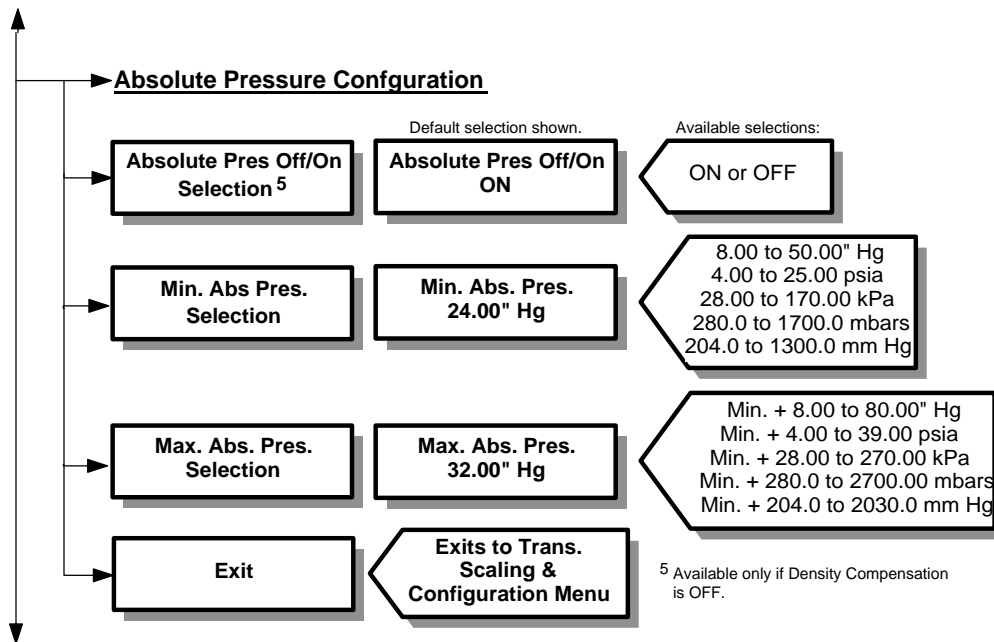 Absolute Pressure Confguration
Default selection shown.
Available selections:
Absolute Pres Off/On
Selection 5
Absolute Pres Off/On
ON
ON or OFF
Min. Abs Pres.
Selection
Min. Abs. Pres.
24.00" Hg
8.00 to 50.00" Hg
4.00 to 25.00 psia
28.00 to 170.00 kPa
280.0 to 1700.0 mbars
204.0 to 1300.0 mm Hg
Max. Abs. Pres.
Selection
Max. Abs. Pres.
32.00" Hg
Min. + 8.00 to 80.00" Hg
Min. + 4.00 to 39.00 psia
Min. + 28.00 to 270.00 kPa
Min. + 280.0 to 2700.00 mbars
Min. + 204.0 to 2030.0 mm Hg
Exit
Exits to Trans.
Scaling &
Configuration Menu
5 Available only if Density Compensation
is OFF.